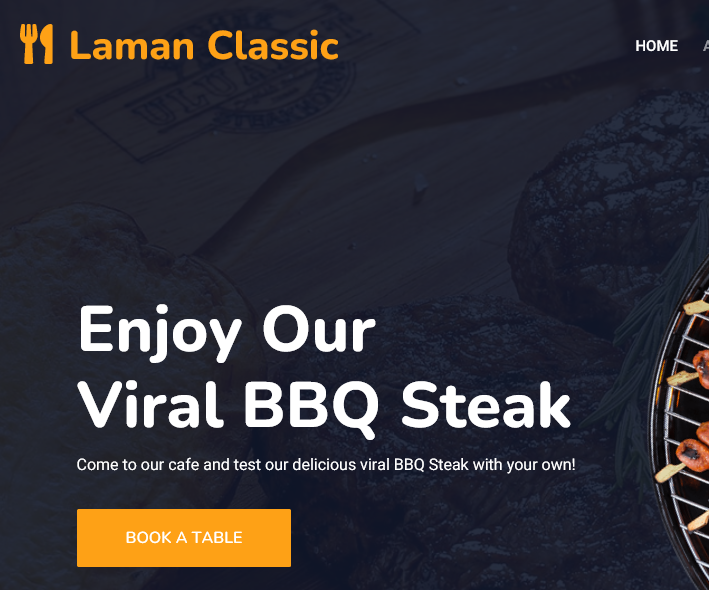 Laman Classic
HOME
Enjoy Our
Viral BBQ Steak
Come to our cafe and test our delicious viral BBQ Steak with your own!
BOOK A TABLE